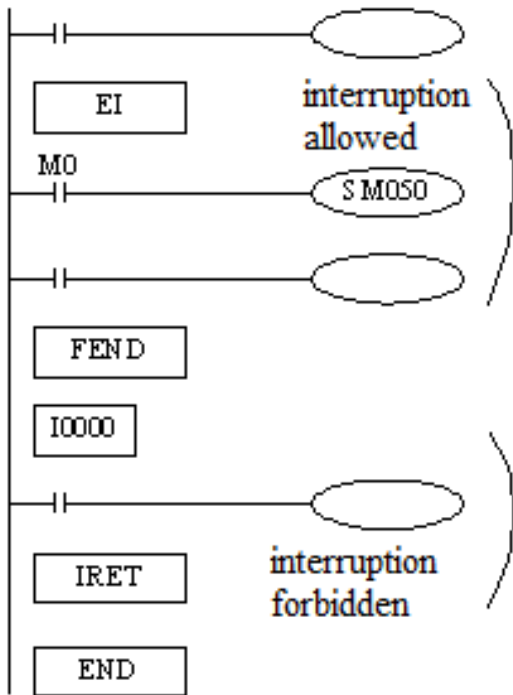 EI
interruption
allowed
M0
SM050
FEND
I0000
interruption
forbidden
IRET
END